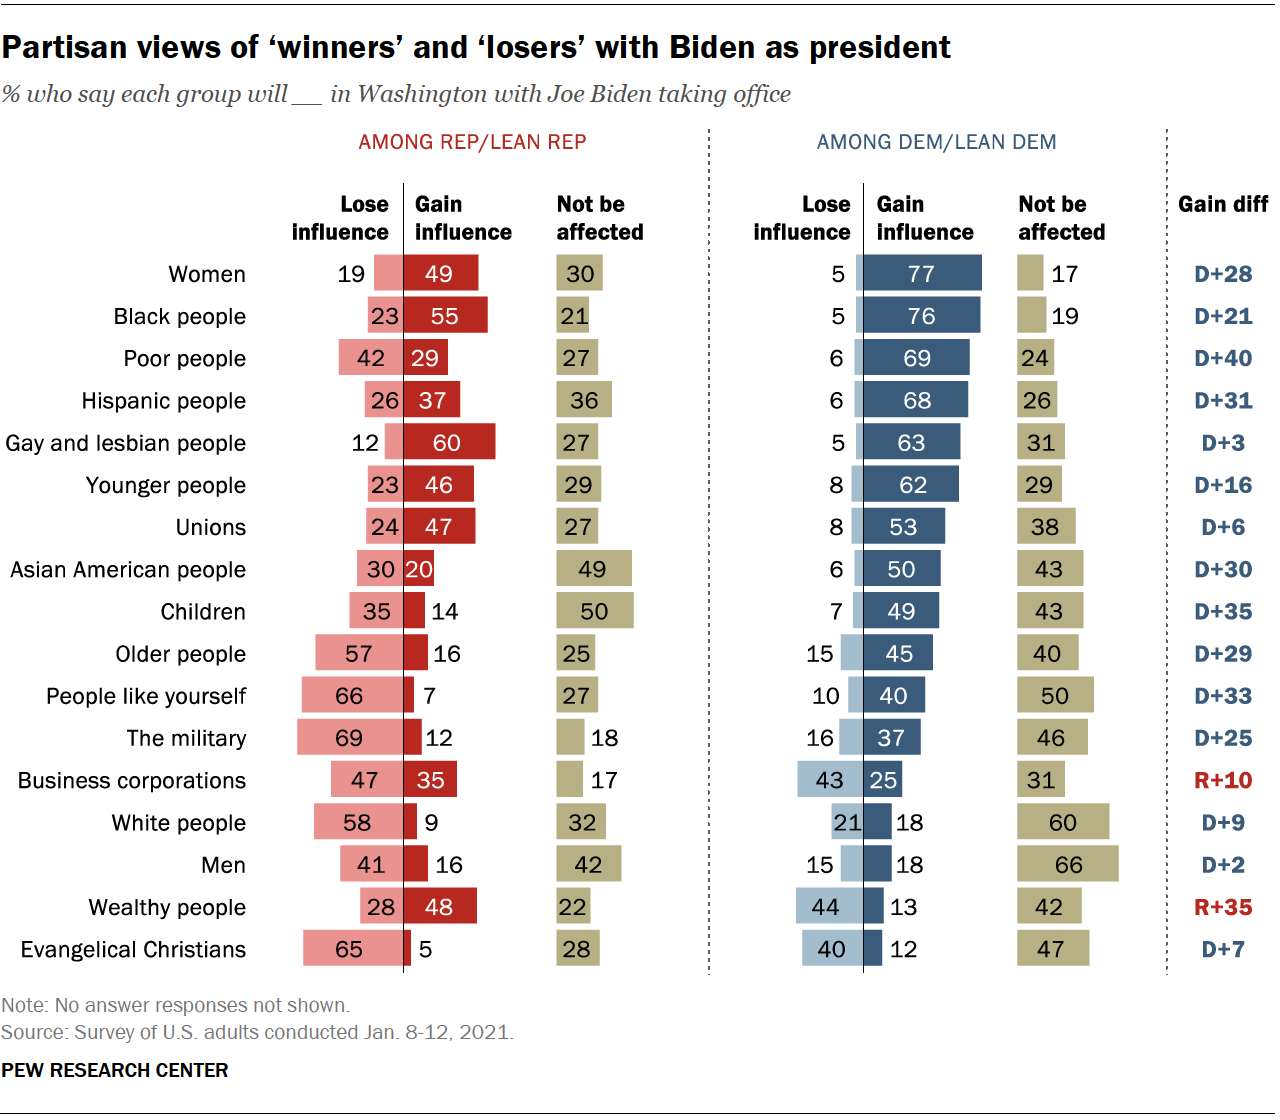 Partisan views of ‘winners’ and ‘losers’ with Biden as president
% who say each group will __ in Washington with Joe Biden taking office
AMONG REP/LEAN REP AMONG DEM/LEAN DEM
Lose Gain Not be Lose Gain Not be Gain diff
influence influence affected influence influence affected
Women 19 49 30 5 77 17 D+28
Black people 23 55 21 5 76 19 D+21
Poor people 42 29 27 6 69 24 D+40
Hispanic people 26 37 36 6 68 26 D+31
Gay and lesbian people 12 60 27 5 63 31 D+3
Younger people 23 46 29 8 62 29 D+16
Unions 24 47 27 8 53 38 D+6
Asian American people 30 20 49 6 50 43 D+30
Children 35 14 50 7 49 43 D+35
Older people 57 16 25 15 45 40 D+29
People like yourself 66 7 27 10 40 50 D+33
The military 69 12 18 16 37 46 D+25
Business corporations 47 35 17 43 25 31 R+10
White people 58 9 32 21 18 60 D+9
Men 41 16 42 15 18 66 D+2
Wealthy people 28 48 22 44 13 42 R+35
Evangelical Christians 65 5 28 40 12 47 D+7
Note: No answer responses not shown.
Source: Survey of U.S. adults conducted Jan. 8-12, 2021.
PEW RESEARCH CENTER